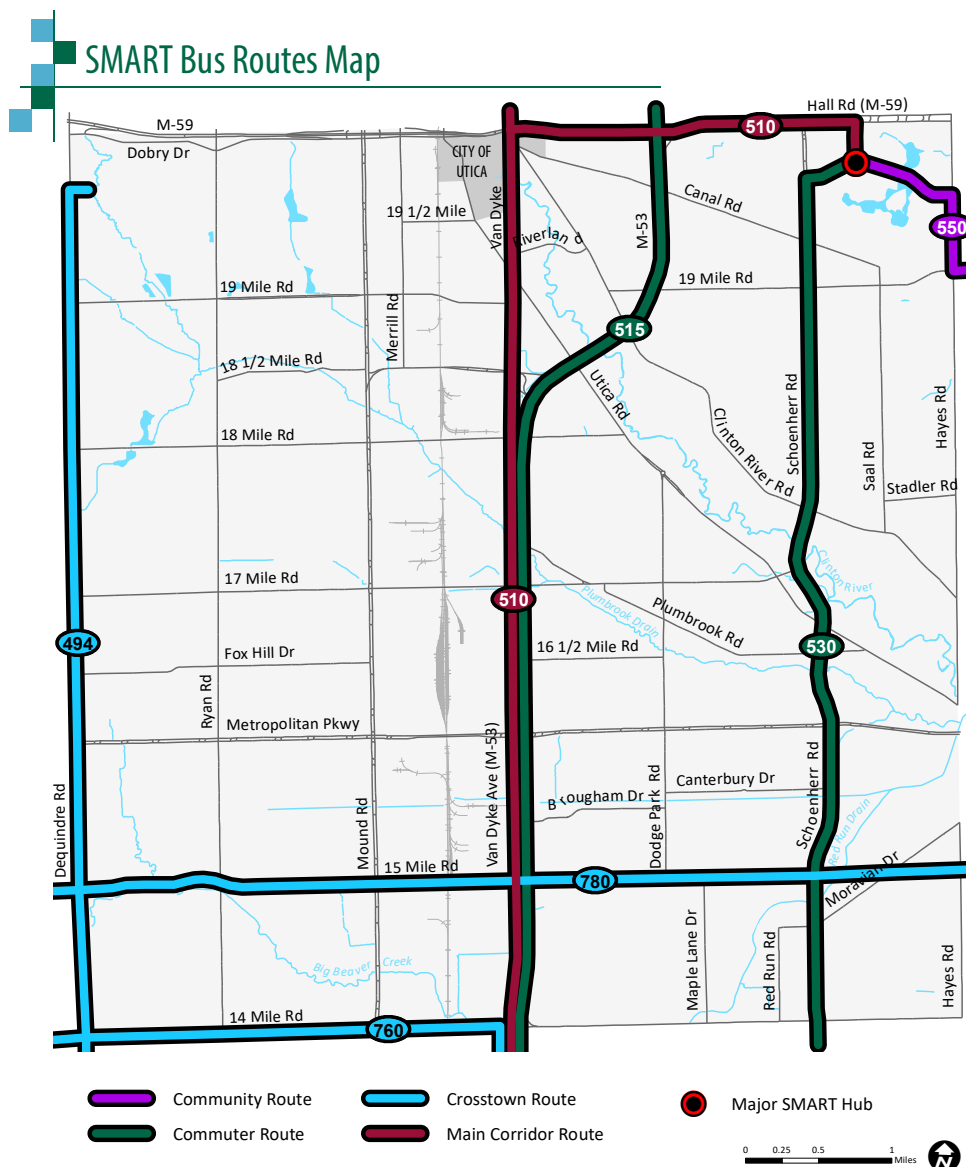 SMART Bus Routes Map
Hall Rd (M-59)
M-59
510
Dobry Dr
CITY OF
UTICA
Canal Rd
19 1/2 Mile
Van Dyke
Riverland
M-53
550
19 Mile Rd
19 Mile Rd
Merrill Rd
515
18 1/2 Mile Rd
Utica Rd
Schoenherr Rd
Hayes Rd
Clinton River Rd
18 Mile Rd
Saal Rd
Stadler Rd
17 Mile Rd
Clinton River
510
Plumbrook Drain
Plumbrook Rd
494
Fox Hill Dr
16 1/2 Mile Rd
530
Ryan Rd
Metropolitan Pkwy
Van Dyke Ave (M-53)
Dequindre Rd
Mound Rd
Canterbury Dr
Brougham Dr
Dodge Park Rd
Schoenherr Rd
Red Run Drain
15 Mile Rd
780
Moravian Dr
Maple Lane Dr
Red Run Rd
Hayes Rd
Big Beaver Creek
14 Mile Rd
760
Community Route
Crosstown Route
Major SMART Hub
Commuter Route
Main Corridor Route
0 0.25 0.5 1
Miles
N